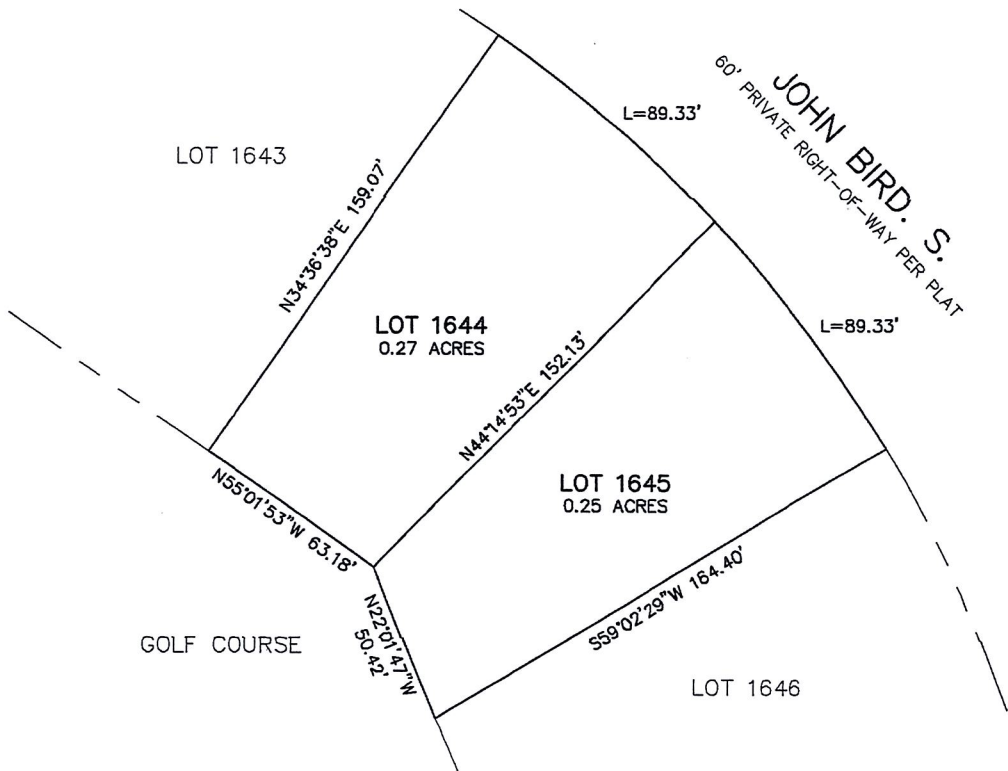 JOHN BIRD. S.
60' PRIVATE RIGHT-OF-WAY PER PLAT
L=89.33'
LOT 1643
N34°36'38"E 159.07'
LOT 1644
0.27 ACRES
L=89.33'
N44°14'53"E 152.13'
LOT 1645
0.25 ACRES
N55°01'53"W 63.18'
S59°02'29"W 164.40'
N22°01'47"W
50.42'
GOLF COURSE
LOT 1646